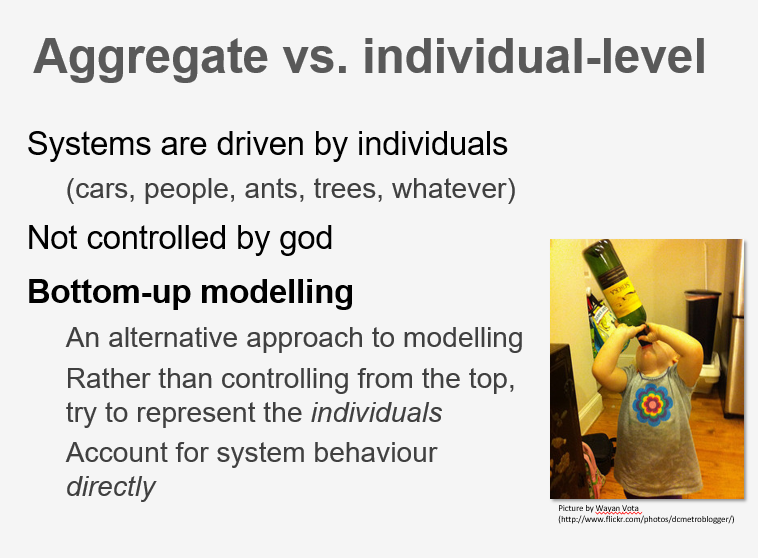 Aggregate vs. individual-level
Systems are driven by individuals
(cars, people, ants, trees, whatever)
Not controlled by god
Bottom-up modelling
An alternative approach to modelling
Rather than controlling from the top,
try to represent the individuals
Account for system behaviour
directly
Picture by Wayan Vota
(http://www.flickr.com/photos/dcmetroblogger/)